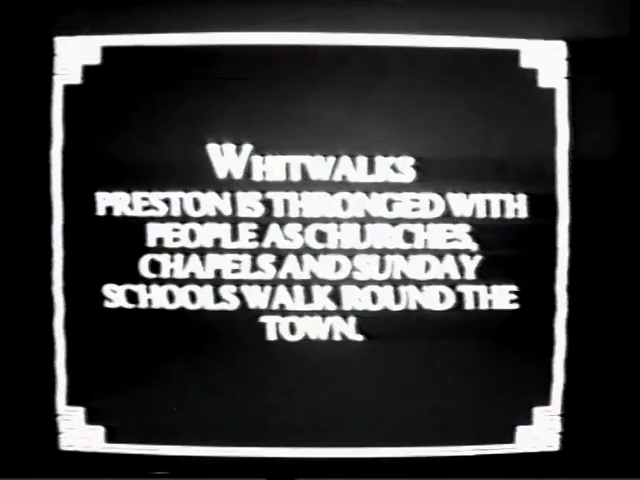 WHITWALKS
PRESTON IS THRONGED WITH
PEOPLE AS CHURCHES,
CHAPELS AND SUNDAY
SCHOOLS WALK ROUND THE
TOWN.